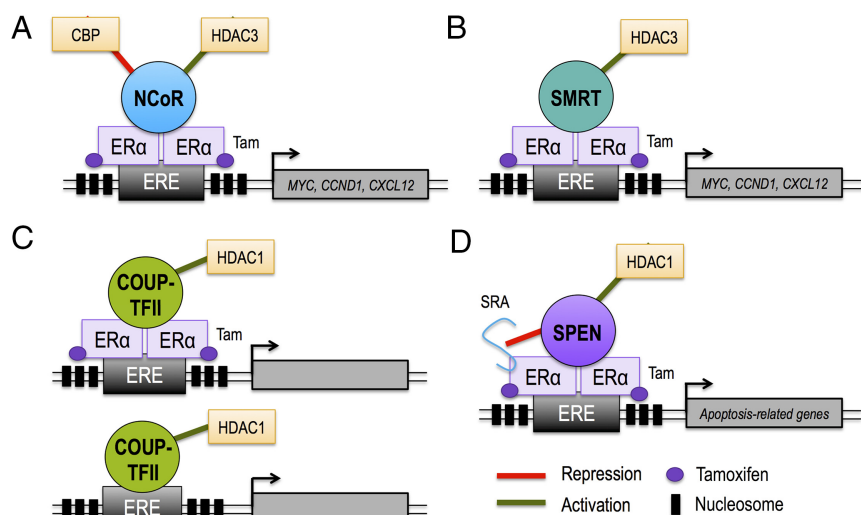 A
CBP
HDAC3
NCoR
ERα
ERα
Tam
ERE
MYC, CCND1, CXCL12
B
HDAC3
SMRT
ERα
ERα
Tam
ERE
MYC, CCND1, CXCL12
C
HDAC1
COUP-
TFII
ERα
ERα
Tam
ERE
HDAC1
COUP-
TFII
ERE
D
HDAC1
SRA
SPEN
ERα
ERα
Tam
ERE
Apoptosis-related genes
Repression
Tamoxifen
Activation
Nucleosome